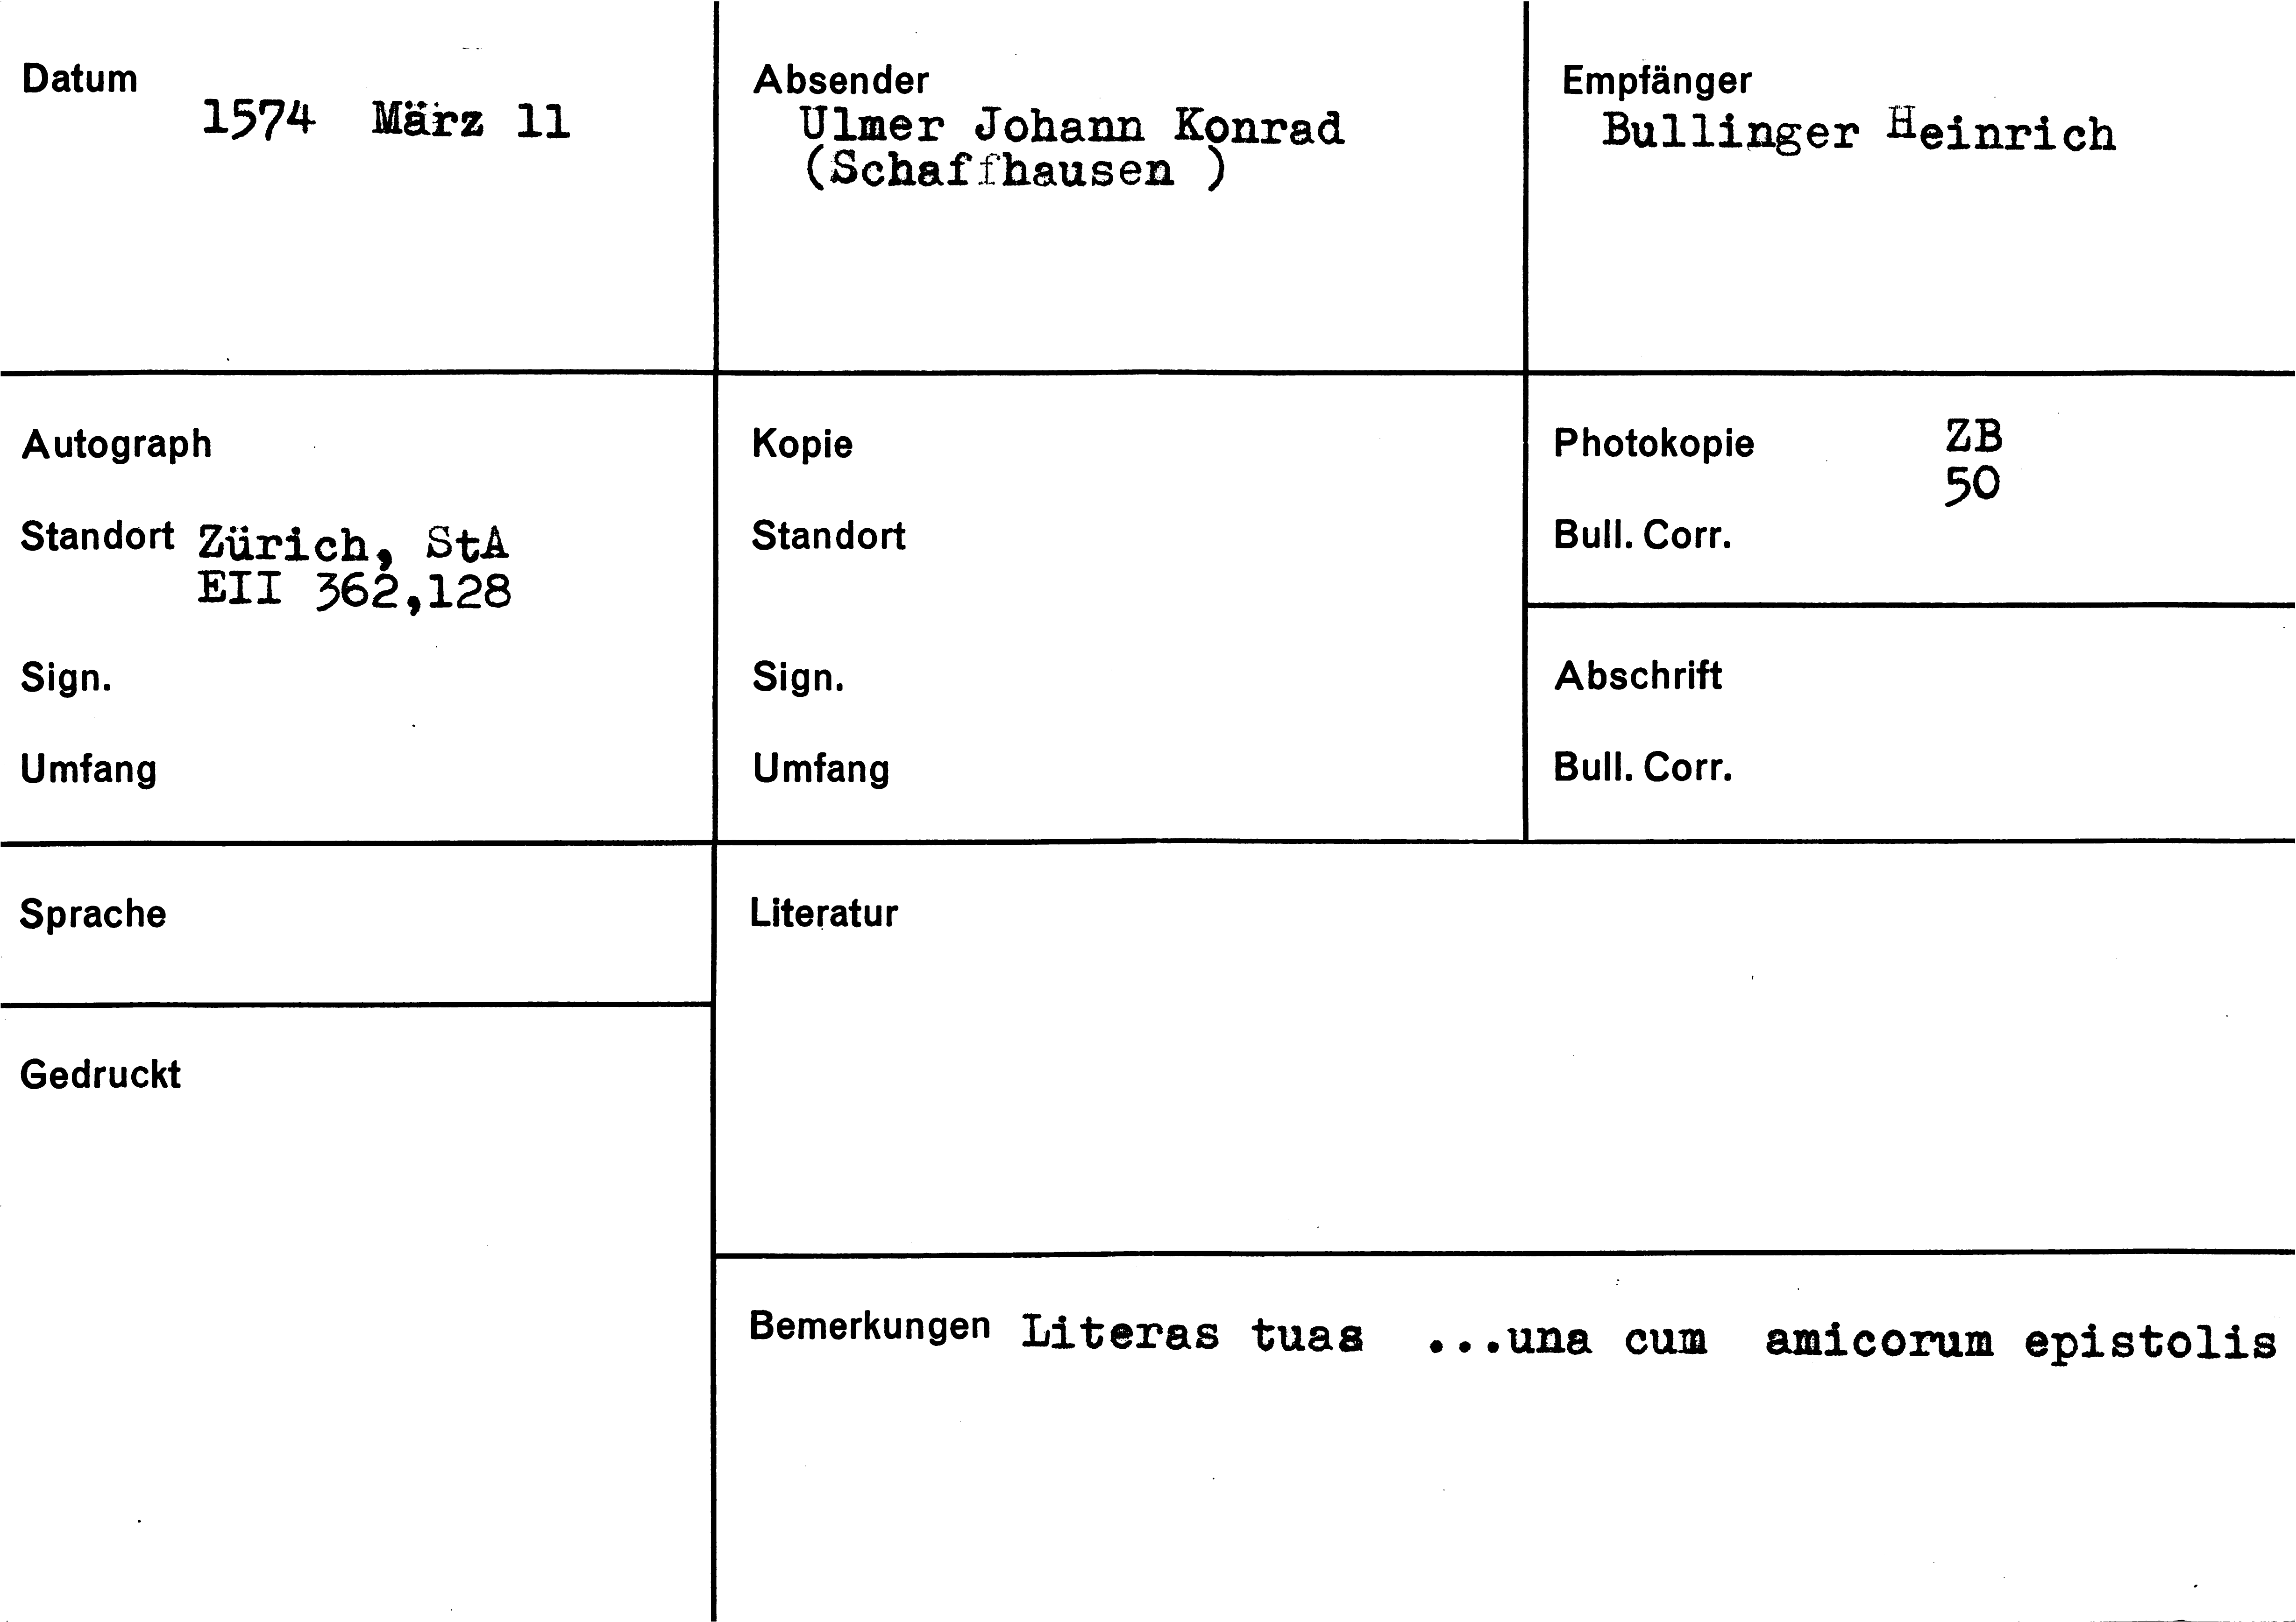 Datum
1574 März 11
Absender
Ulmer Johann Konrad
(Schaffhausen )
Empfänger
Bullinger Heinrich
Autograph
Standort Zürich, StA
EII 362,128
Sign.
Umfang
Kopie
Standort
Sign.
Umfang
Photokopie ZB
50
Bull. Corr.
Abschrift
Bull. Corr.
Sprache
Gedruckt
Literatur
Bemerkungen Literas tuas ...una cum amicorum epistolis